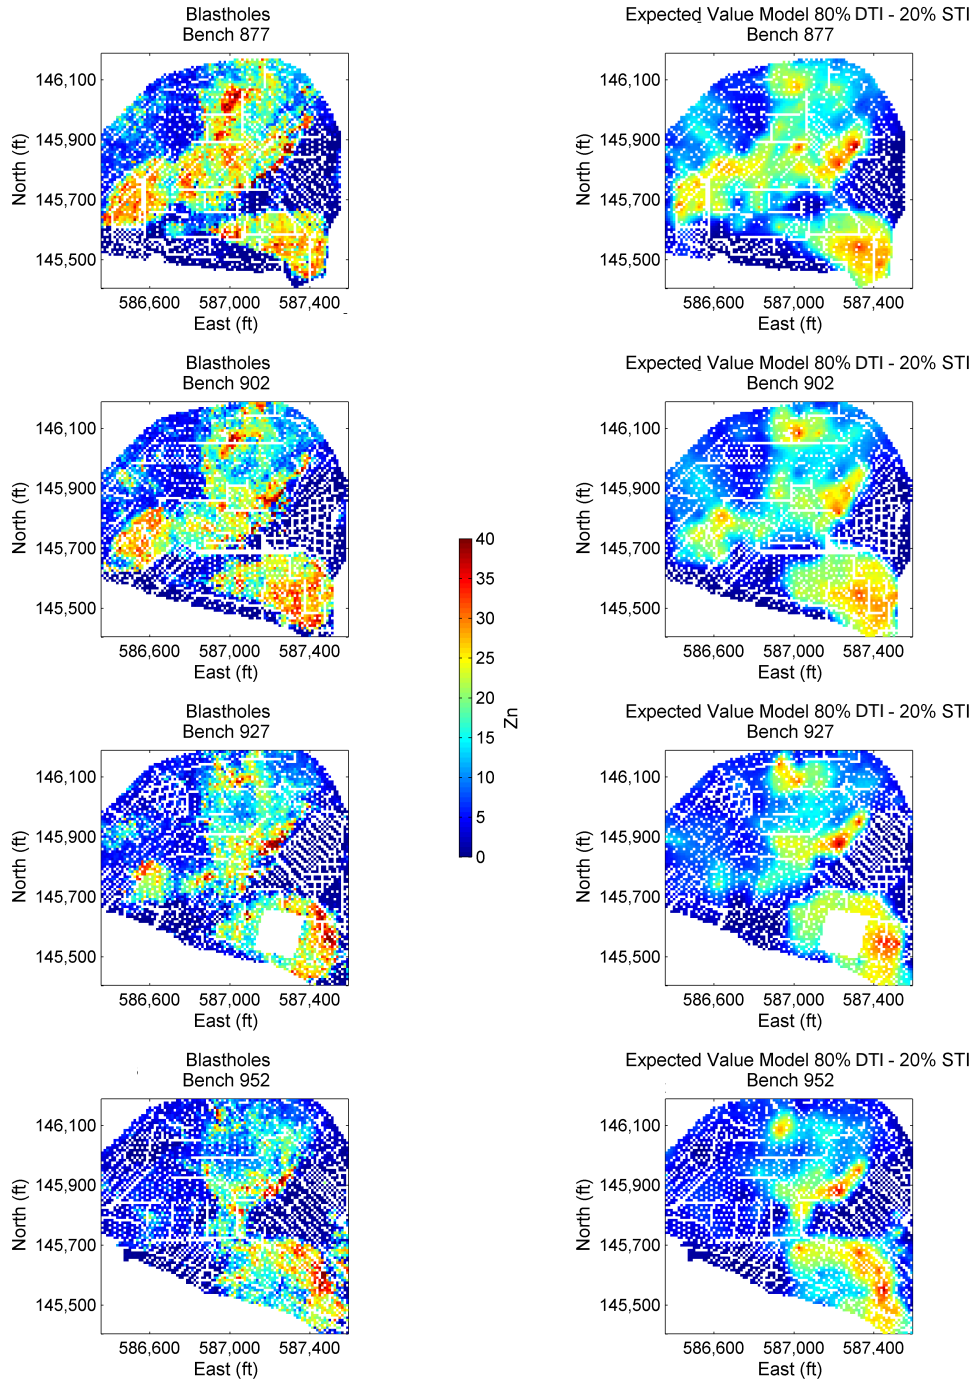 Blastholes
Bench 877
Expected Value Model 80% DTI - 20% STI
Bench 877
146,100
145,900
145,700
145,500
North (ft)
586,600 587,000 587,400
East (ft)
146,100
145,900
145,700
145,500
North (ft)
586,600 587,000 587,400
East (ft)
Blastholes
Bench 902
Expected Value Model 80% DTI - 20% STI
Bench 902
146,100
145,900
145,700
145,500
North (ft)
586,600 587,000 587,400
East (ft)
146,100
145,900
145,700
145,500
North (ft)
586,600 587,000 587,400
East (ft)
40
35
30
25
20
15
10
5
0
Zn
Blastholes
Bench 927
Expected Value Model 80% DTI - 20% STI
Bench 927
146,100
145,900
145,700
145,500
North (ft)
586,600 587,000 587,400
East (ft)
146,100
145,900
145,700
145,500
North (ft)
586,600 587,000 587,400
East (ft)
Blastholes
Bench 952
Expected Value Model 80% DTI - 20% STI
Bench 952
146,100
145,900
145,700
145,500
North (ft)
586,600 587,000 587,400
East (ft)
146,100
145,900
145,700
145,500
North (ft)
586,600 587,000 587,400
East (ft)